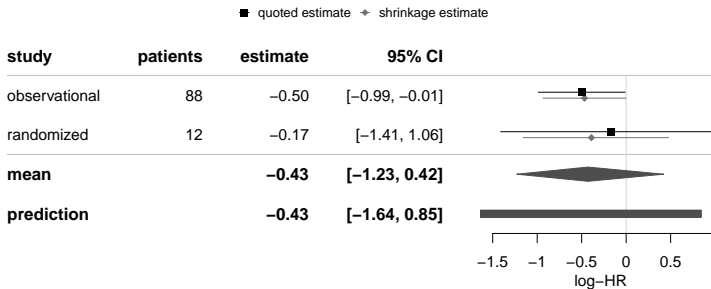 quoted estimate shrinkage estimate
study patients estimate 95% CI
observational 88 −0.50 [−0.99, −0.01]
randomized 12 −0.17 [−1.41, 1.06]
mean −0.43 [−1.23, 0.42]
prediction −0.43 [−1.64, 0.85]
−1.5 −1 −0.5 0 0.5
log−HR